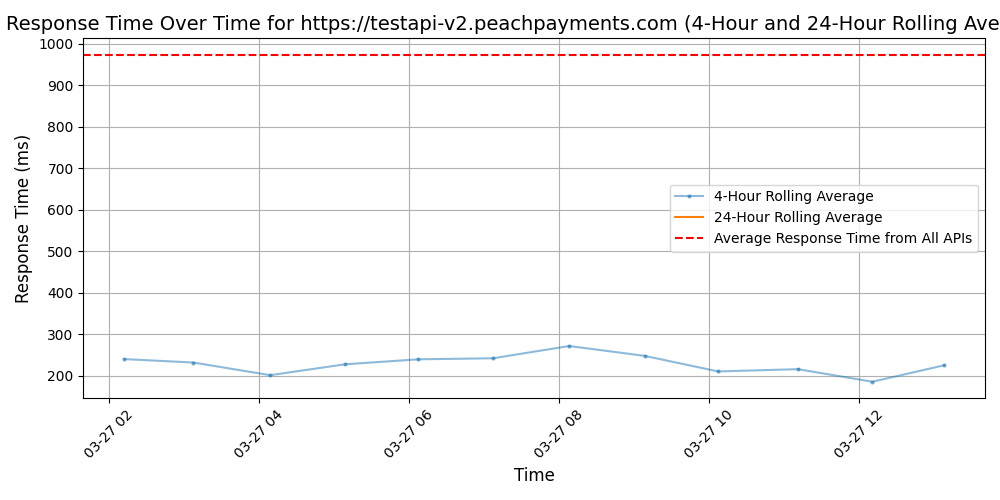 Response Time Over Time for https://testapi-v2.peachpayments.com (4-Hour and 24-Hour Rolling Ave
1000
900
800
700
600
500
400
300
200
Response Time (ms)
4-Hour Rolling Average
24-Hour Rolling Average
Average Response Time from All APIs
03-27 02
03-27 04
03-27 06
03-27 08
03-27 10
03-27 12
Time